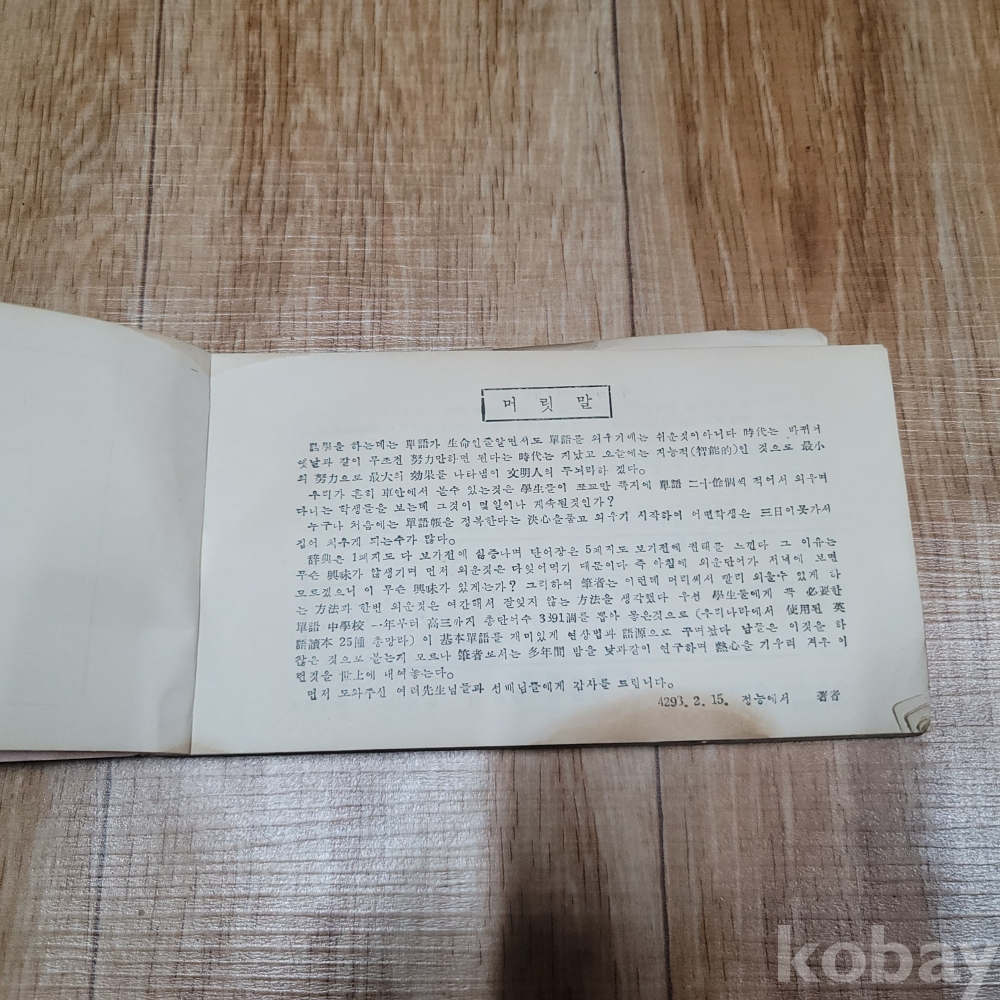 머릿말
語學을 하는데는 單語가 生命인줄알면서도 單語를 외우기에는 쉬운것이아니다 時代는 바뀌어
옛날과 같이 무조건 努力만하면 된다는 時代는 지났고 오늘에는 지능적(智能的)인 것으로 最小
의 努力으로 最大의 効果를 나타냄이 文明人의 두뇌라하 겠다。
우리가 흔히 車안에서 볼수 있는것은 學生들이 쪼고만 쪽지에 單語 二十餘個씩 적어서 외우며
다니는 학생들을 보는데 그것이 몇일이나 게속될것인가?
누구나 처음에는 單語帳을 정복한다는 決心을품고 외우기 시작하여 어떤학생은 三日이못가서
집어 치우게 되는수가 많다。
辞典은 1페지도 다 보기전에 싫증나며 단어장은 5페지도 보기전에 권태를 느낀다 그 이유는
무슨 興味가 않생기며 먼저 외운것은 다잊어먹기 때문이다 즉 아침에 외운단어가 저녁에 보면
모르겠으니 이 무슨 興味가 있게는가? 그리하여 筆者는 이런데 머리써서 빨리 외울수 있게 하
는 方法과 한번 외운것은 여간해서 잘잊지 않는 方法을 생각했다 우선 學生들에게 꼭 必要한
單語 中學校 一年부터 高三까지 총단어수 3391詞를 뽑아 몽은것으로 (우리나라에서 使用된 英
語讀本 25種 총망라) 이 基本單語를 재미있게 연상법과 語源으로 꾸며놨다 남들은 이것을 하
찮은 것으로 볼는지 모르나 筆者로서는 多年間 밤을 낮과같이 연구하며 熱心을 기우려 겨우 이
런것을 世上에 내여놓는다。
먼저 도와주신 여러先生님들과 선배님들에게 감사를 드립니다。
4293. 2. 15. 정능에서 著者
kobay